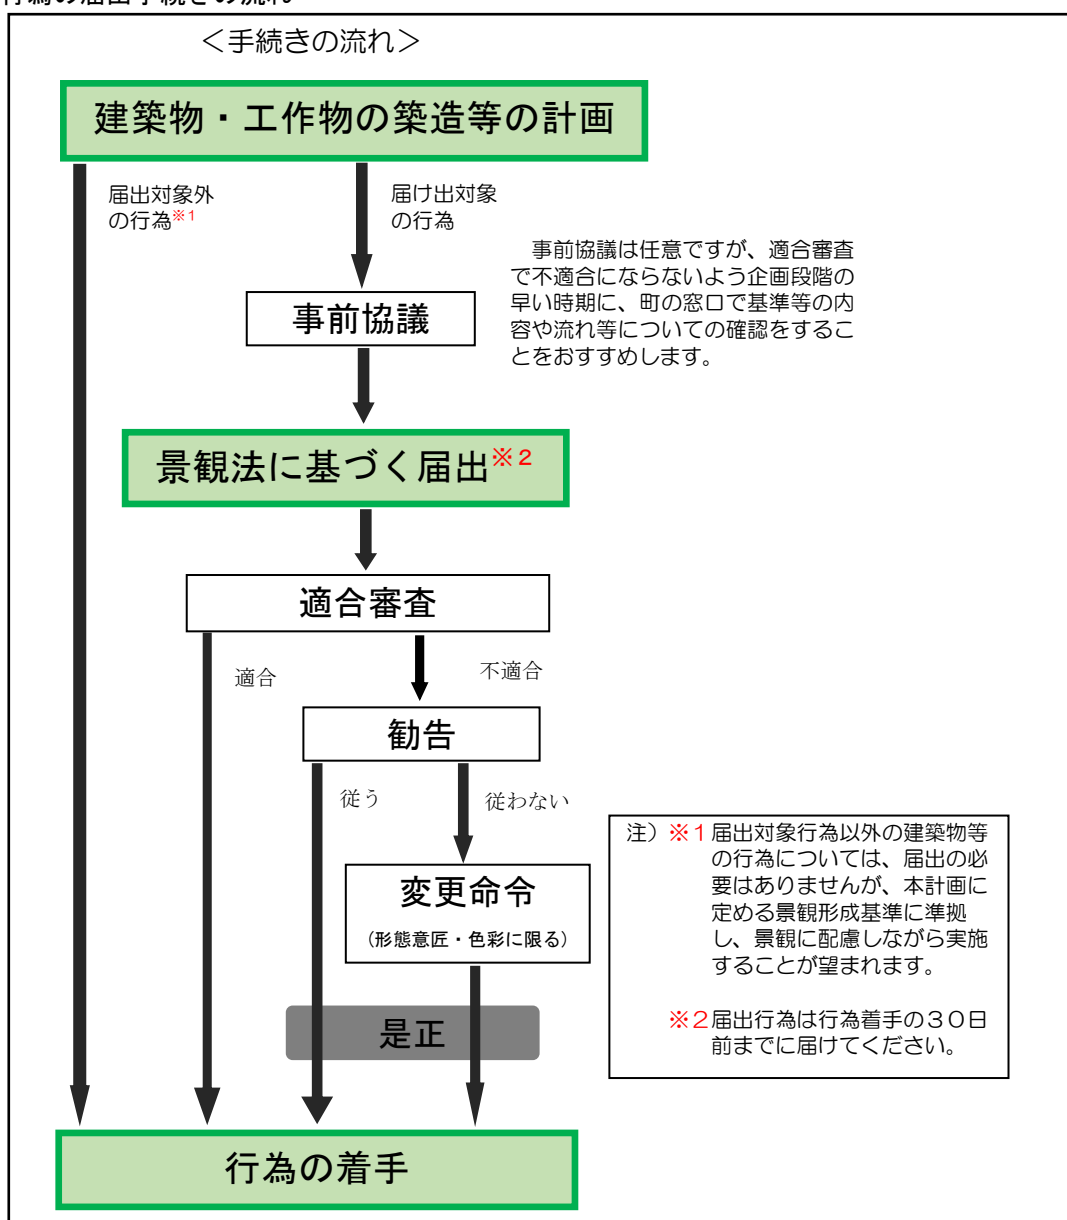 行為の届出手続きの流れ
＜手続きの流れ＞
建築物・工作物の築造等の計画
届出対象外
の行為※1
届け出対象
の行為
事前協議は任意ですが、適合審査
で不適合にならないよう企画段階の
早い時期に、町の窓口で基準等の内
容や流れ等についての確認をするこ
とをおすすめします。
事前協議
景観法に基づく届出※2
適合審査
適合
不適合
勧告
従う
従わない
変更命令
（形態意匠・色彩に限る）
是正
注）※1届出対象行為以外の建築物等
の行為については、届出の必
要はありませんが、本計画に
定める景観形成基準に準拠
し、景観に配慮しながら実施
することが望まれます。
※2届出行為は行為着手の３０日
前までに届けてください。
行為の着手